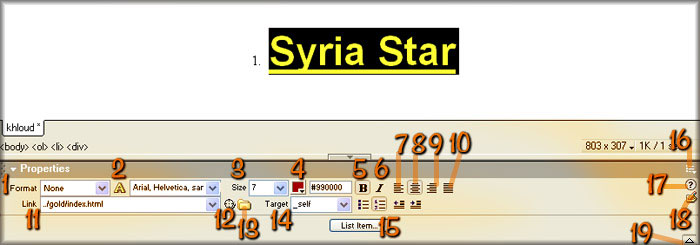 1. Syria Star
khloud
<body> <ol> <li> <div> 803 x 307 1K / 1 s
16
Properties
1 2 3 4 5 6 7 8 9 10 17
Format None A Arial, Helvetica, sar Size 7 #990000 B I
Link ../gold/indes.html Target _self
11 12 13 14 15 18
List Item...
19